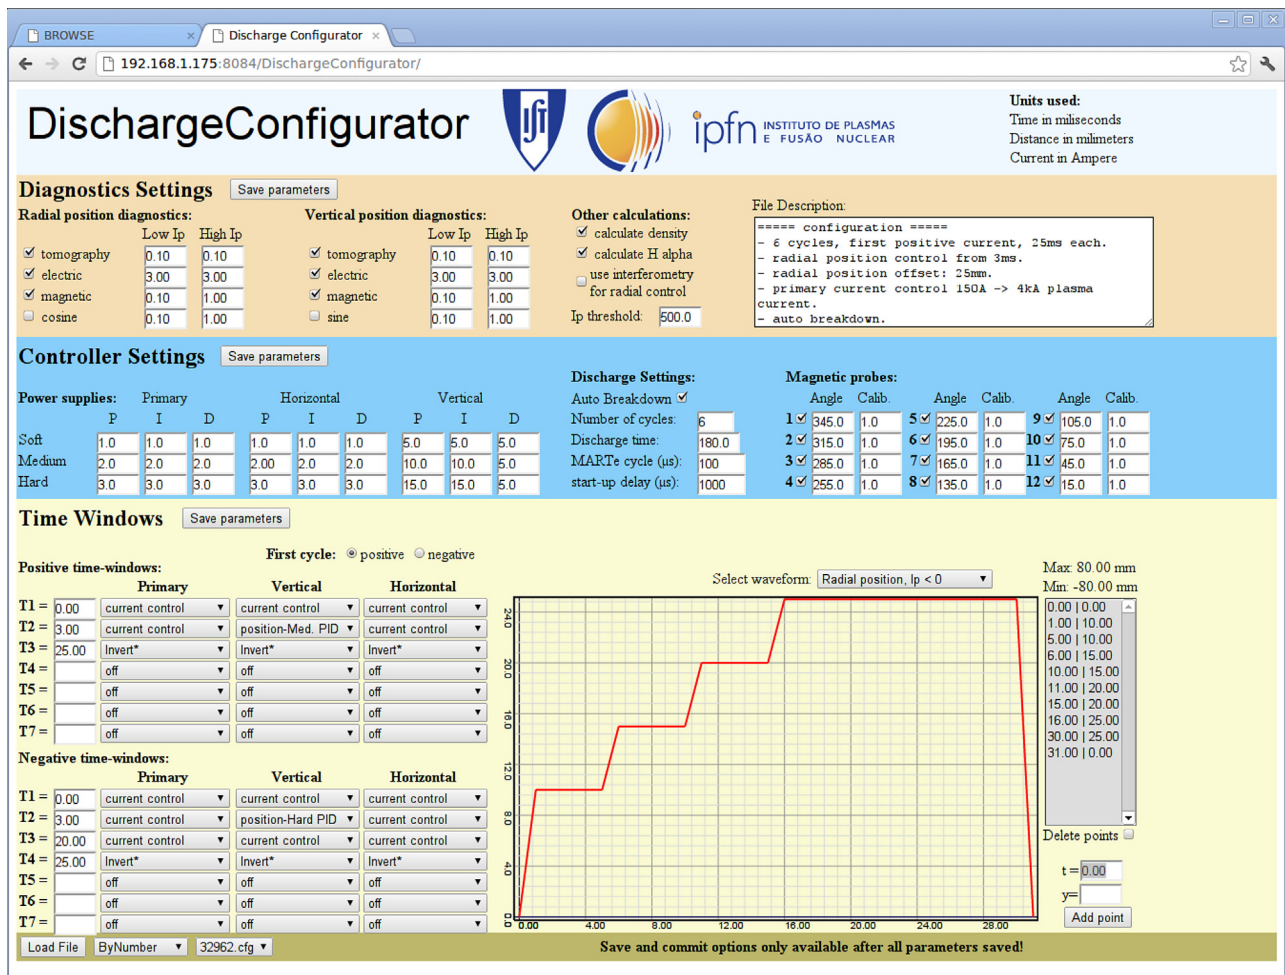 BROWSE
Discharge Configurator
192.168.1.175:8084/DischargeConfigurator/
DischargeConfigurator
IST
ipfn INSTITUTO DE PLASMAS
E FUSÃO NUCLEAR
Units used:
Time in miliseconds
Distance in milimeters
Current in Ampere
Diagnostics Settings Save parameters
Radial position diagnostics:
Low Ip High Ip
tomography 0.10 0.10
electric 3.00 3.00
magnetic 0.10 1.00
cosine 0.10 1.00
Vertical position diagnostics:
Low Ip High Ip
tomography 0.10 0.10
electric 3.00 3.00
magnetic 0.10 1.00
sine 0.10 1.00
Other calculations:
calculate density
calculate H alpha
use interferometry
for radial control
Ip threshold: 500.0
File Description:
===== configuration =====
- 6 cycles, first positive current, 25ms each.
- radial position control from 3ms.
- radial position offset: 25mm.
- primary current control 150A -> 4kA plasma
current.
- auto breakdown.
Controller Settings Save parameters
Power supplies: Primary Horizontal Vertical
P I D P I D P I D
Soft 1.0 1.0 1.0 1.0 1.0 1.0 5.0 5.0 5.0
Medium 2.0 2.0 2.0 2.00 2.0 2.0 10.0 10.0 5.0
Hard 3.0 3.0 3.0 3.0 3.0 3.0 15.0 15.0 5.0
Discharge Settings:
Auto Breakdown
Number of cycles: 6
Discharge time: 180.0
MARTe cycle (μs): 100
start-up delay (μs): 1000
Magnetic probes:
Angle Calib. Angle Calib. Angle Calib.
1 345.0 1.0 5 225.0 1.0 9 105.0 1.0
2 315.0 1.0 6 195.0 1.0 10 75.0 1.0
3 285.0 1.0 7 165.0 1.0 11 45.0 1.0
4 255.0 1.0 8 135.0 1.0 12 15.0 1.0
Time Windows Save parameters
First cycle: positive negative
Positive time-windows:
Primary Vertical Horizontal
T1 = 0.00 current control current control current control
T2 = 3.00 current control position-Med. PID current control
T3 = 25.00 Invert* Invert* Invert*
T4 = off off off
T5 = off off off
T6 = off off off
T7 = off off off
Negative time-windows:
Primary Vertical Horizontal
T1 = 0.00 current control current control current control
T2 = 3.00 current control position-Hard PID current control
T3 = 20.00 current control current control current control
T4 = 25.00 Invert* Invert* Invert*
T5 = off off off
T6 = off off off
T7 = off off off
Select waveform: Radial position, Ip < 0
24.0
20.0
16.0
12.0
8.0
4.0
0.0
0.00 4.00 8.00 12.00 16.00 20.00 24.00 28.00
Max: 80.00 mm
Min: -80.00 mm
0.00 | 0.00
1.00 | 10.00
5.00 | 10.00
6.00 | 15.00
10.00 | 15.00
11.00 | 20.00
15.00 | 20.00
16.00 | 25.00
30.00 | 25.00
31.00 | 0.00
Delete points
t = 0.00
y=
Add point
Load File ByNumber 32962.cfg Save and commit options only available after all parameters saved!